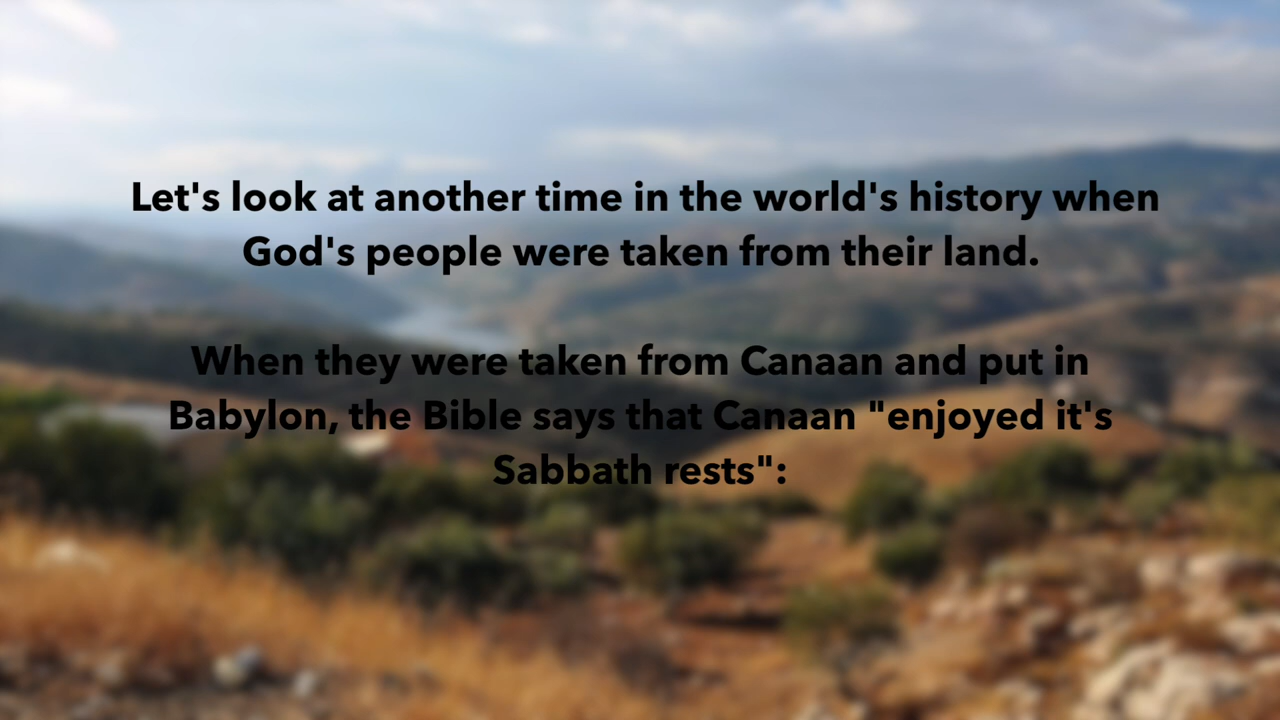 Let's look at another time in the world's history when
God's people were taken from their land.
When they were taken from Canaan and put in
Babylon, the Bible says that Canaan "enjoyed it's
Sabbath rests":